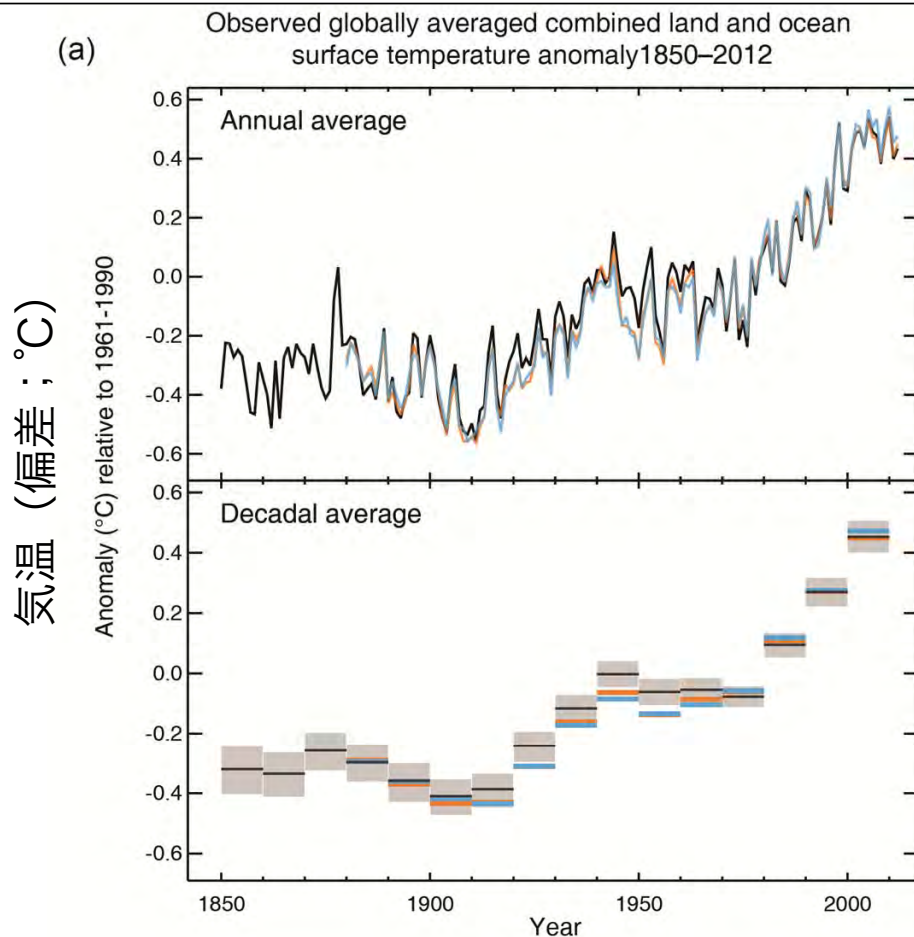 (a)
Observed globally averaged combined land and ocean
surface temperature anomaly1850–2012
気温（偏差；℃）
Anomaly (°C) relative to 1961-1990
Annual average
0.6
0.4
0.2
0.0
-0.2
-0.4
-0.6
Decadal average
0.6
0.4
0.2
0.0
-0.2
-0.4
-0.6
1850
1900
1950
2000
Year